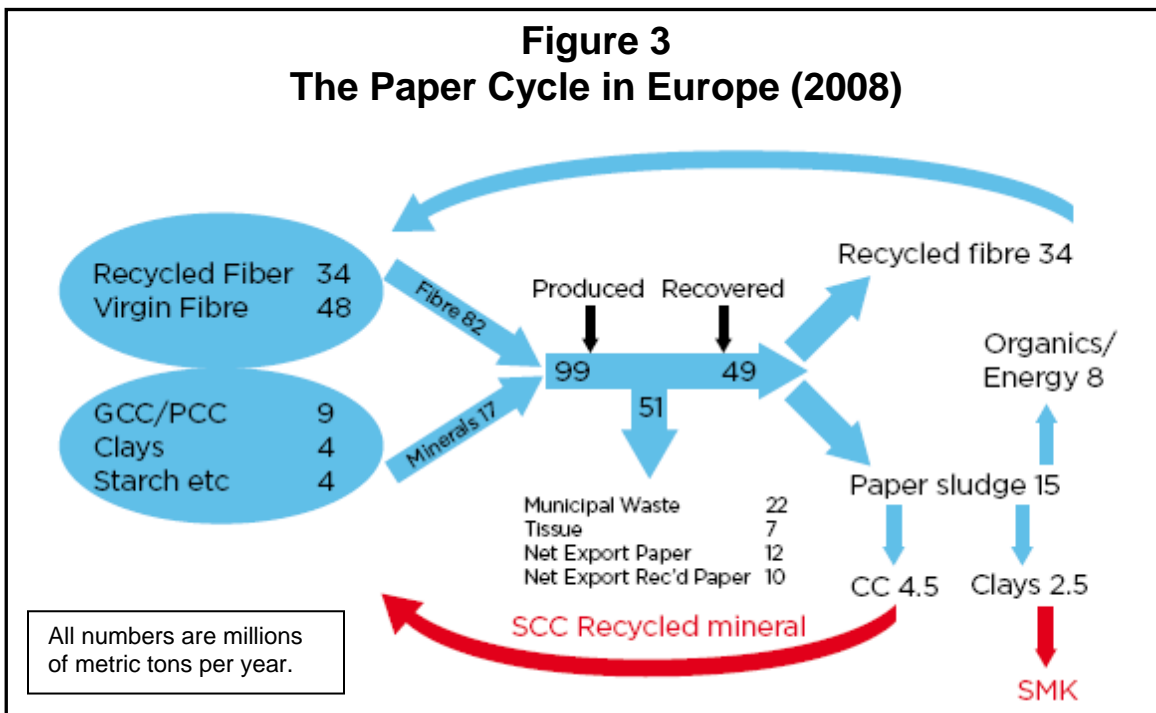 Figure 3
The Paper Cycle in Europe (2008)
Recycled Fiber 34
Virgin Fibre 48
GCC/PCC 9
Clays 4
Starch etc 4
Fibre 82
Minerals 17
Produced
Recovered
99
49
51
Municipal Waste 22
Tissue 7
Net Export Paper 12
Net Export Rec'd Paper 10
Recycled fibre 34
Organics/
Energy 8
Paper sludge 15
CC 4.5
Clays 2.5
SCC Recycled mineral
SMK
All numbers are millions
of metric tons per year.